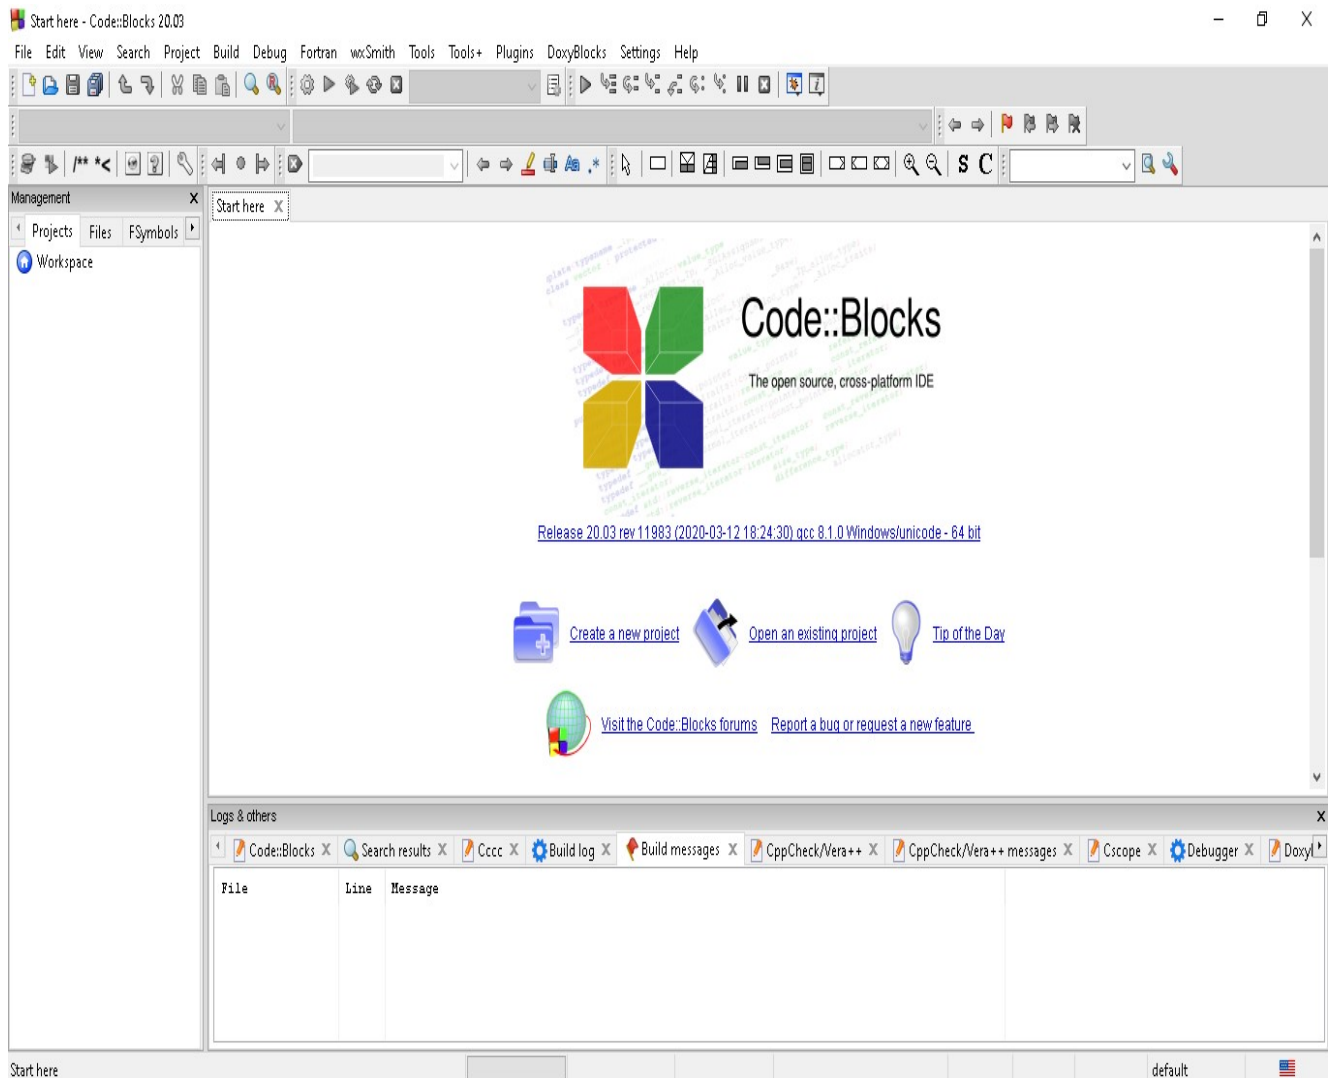 Start here - Code::Blocks 20.03
File Edit View Search Project Build Debug Fortran wxSmith Tools Tools+ Plugins DoxyBlocks Settings Help
/** *< Aa .* S C
Management X
Start here X
Projects Files FSymbols
Workspace
Code::Blocks
The open source, cross-platform IDE
Release 20.03 rev 11983 (2020-03-12 18:24:30) gcc 8.1.0 Windows/unicode - 64 bit
Create a new project Open an existing project Tip of the Day
Visit the Code::Blocks forums Report a bug or request a new feature
Logs & others X
Code::Blocks X Search results X Cccc X Build log X Build messages X CppCheck/Vera++ X CppCheck/Vera++ messages X Cscope X Debugger X
File Line Message
Start here default